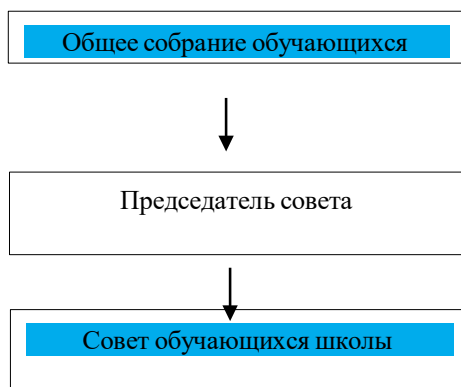 Общее собрание обучающихся
Председатель совета
Совет обучающихся школы